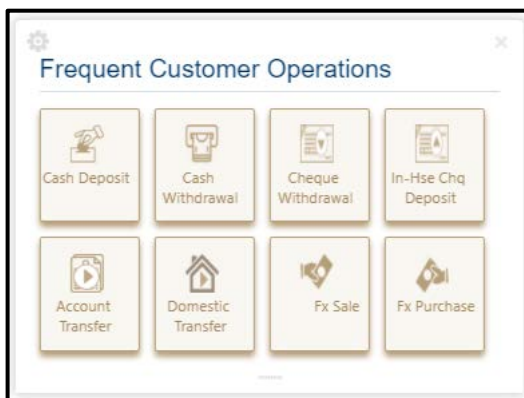 Frequent Customer Operations
Cash Deposit
Cash
Withdrawal
Cheque
Withdrawal
In-Hse Chq
Deposit
Account
Transfer
Domestic
Transfer
Fx Sale
Fx Purchase